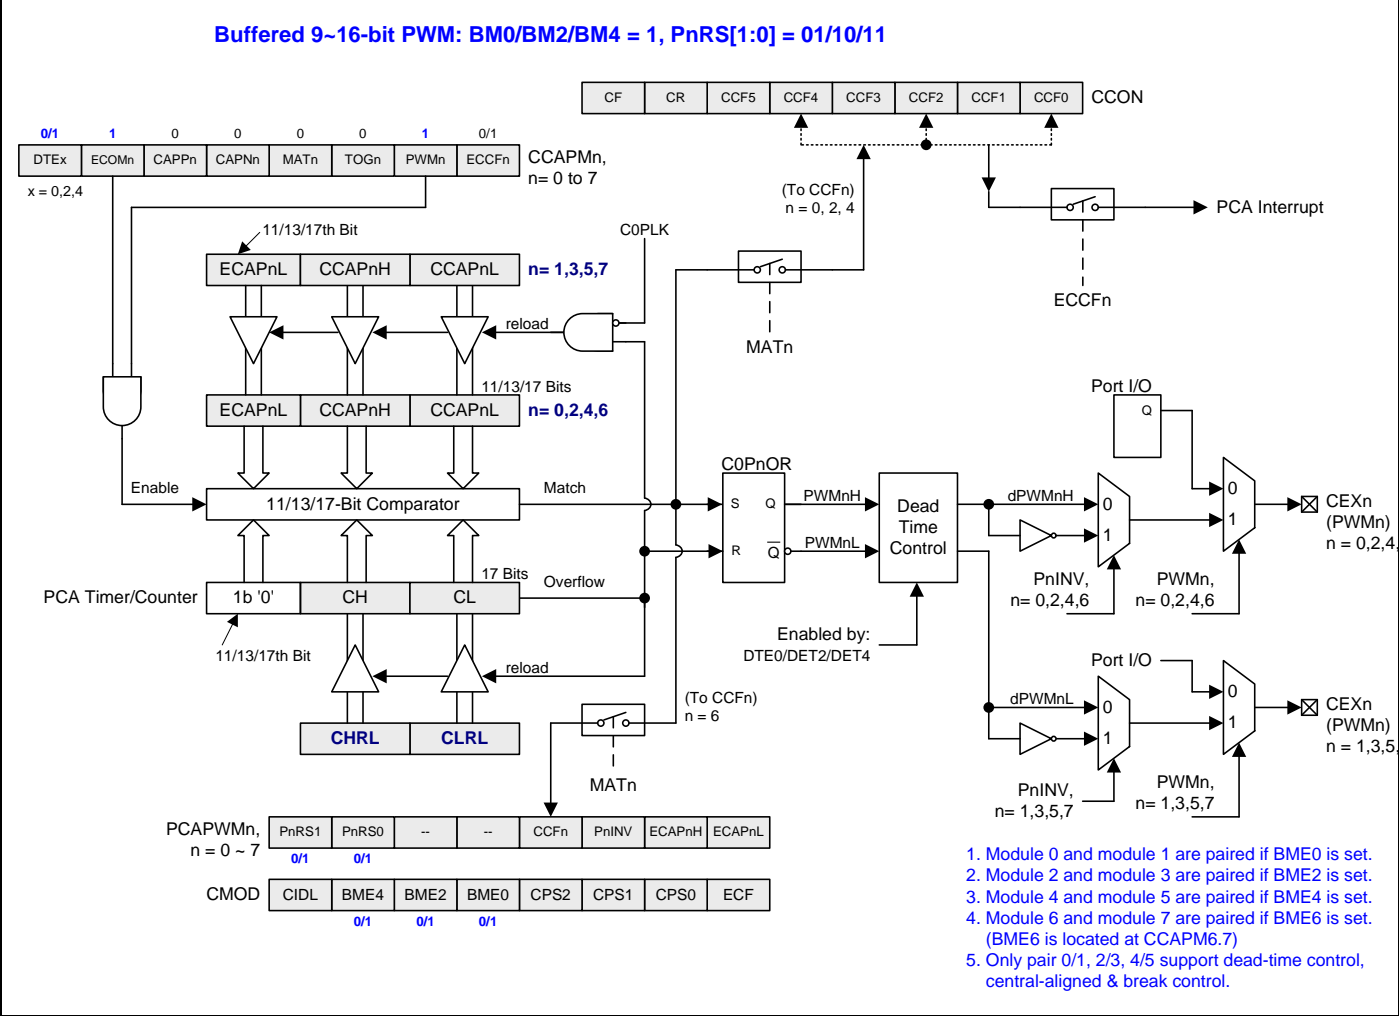 Buffered 9~16-bit PWM: BM0/BM2/BM4 = 1, PnRS[1:0] = 01/10/11
CF CR CCF5 CCF4 CCF3 CCF2 CCF1 CCF0 CCON
0/1 1 0 0 0 0 1 0/1
DTEx ECOMn CAPPn CAPNn MATn TOGn PWMn ECCFn CCAPMn,
n= 0 to 7
x = 0,2,4
(To CCFn)
n = 0, 2, 4
PCA Interrupt
ECCFn
11/13/17th Bit
C0PLK
ECAPnL CCAPnH CCAPnL n= 1,3,5,7
reload
MATn
11/13/17 Bits
ECAPnL CCAPnH CCAPnL n= 0,2,4,6
Port I/O
Q
Enable
11/13/17-Bit Comparator
Match
C0PnOR
S Q
R Q
PWMnH
PWMnL
Dead
Time
Control
dPWMnH
0
1
0
1
CEXn
(PWMn)
n = 0,2,4,
PnINV,
n= 0,2,4,6
PWMn,
n= 0,2,4,6
17 Bits
PCA Timer/Counter 1b '0' CH CL Overflow
11/13/17th Bit
reload
Enabled by:
DTE0/DET2/DET4
Port I/O
dPWMnL
0
1
0
1
CEXn
(PWMn)
n = 1,3,5,
PnINV,
n= 1,3,5,7
PWMn,
n= 1,3,5,7
(To CCFn)
n = 6
CHRL CLRL
MATn
PCAPWMn,
n = 0 ~ 7
PnRS1 PnRS0 -- -- CCFn PnINV ECAPnH ECAPnL
0/1 0/1
CMOD CIDL BME4 BME2 BME0 CPS2 CPS1 CPS0 ECF
0/1 0/1 0/1
1. Module 0 and module 1 are paired if BME0 is set.
2. Module 2 and module 3 are paired if BME2 is set.
3. Module 4 and module 5 are paired if BME4 is set.
4. Module 6 and module 7 are paired if BME6 is set.
(BME6 is located at CCAPM6.7)
5. Only pair 0/1, 2/3, 4/5 support dead-time control,
central-aligned & break control.